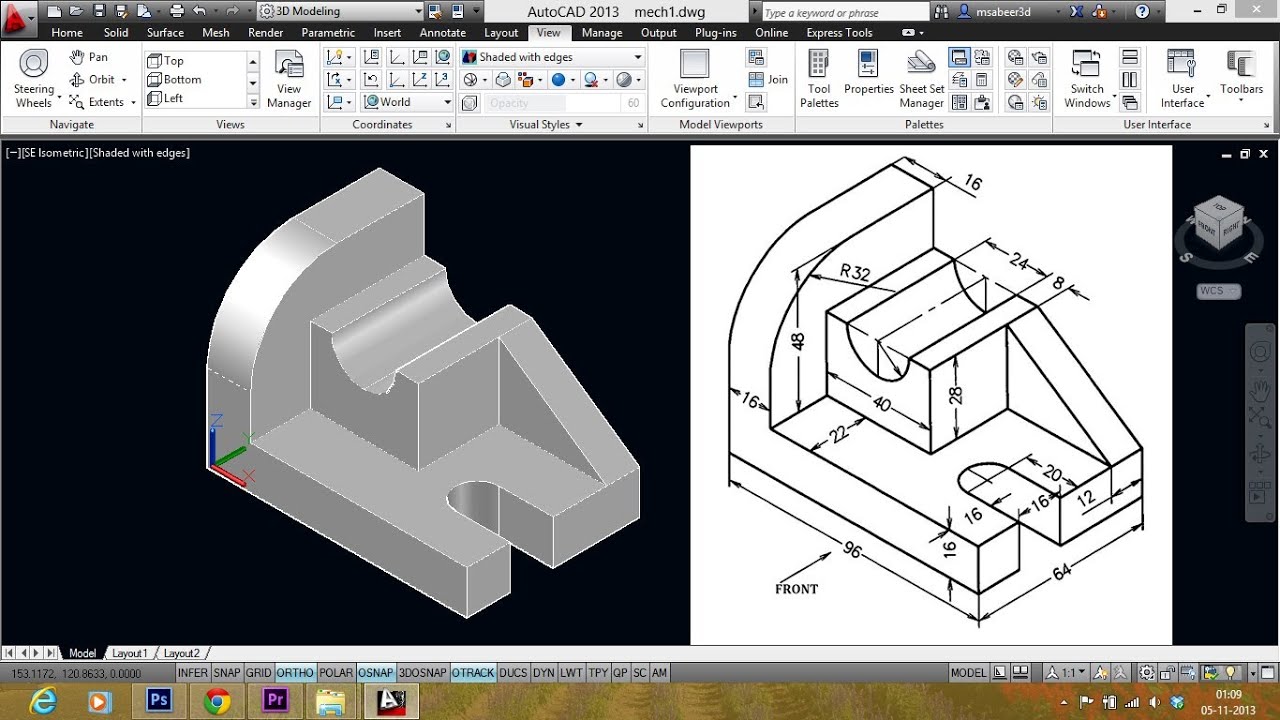 3D Modeling
AutoCAD 2013 mech1.dwg
Type a keyword or phrase
msabeer3d
Home Solid Surface Mesh Render Parametric Insert Annotate Layout View Manage Output Plug-ins Online Express Tools
Steering Wheels
Pan
Orbit
Extents
Navigate
Top
Bottom
Left
View Manager
Views
World
Coordinates
Shaded with edges
Opacity 60
Visual Styles
Viewport Configuration
Join
Model Viewports
Tool Palettes
Properties
Sheet Set Manager
Palettes
Switch Windows
User Interface
Toolbars
User Interface
[−][SE Isometric][Shaded with edges]
Z
Y
X
16
R32
24
8
48
16
40
28
22
20
16
16
12
16
96
64
FRONT
TOP
FRONT
RIGHT
W
N
S
E
WCS
Model Layout1 Layout2
153.1172, 120.8633, 0.0000
INFER SNAP GRID ORTHO POLAR OSNAP 3DOSNAP OTRACK DUCS DYN LWT TPY QP SC AM
MODEL
1:1
Ps
Pr
01:09
05-11-2013